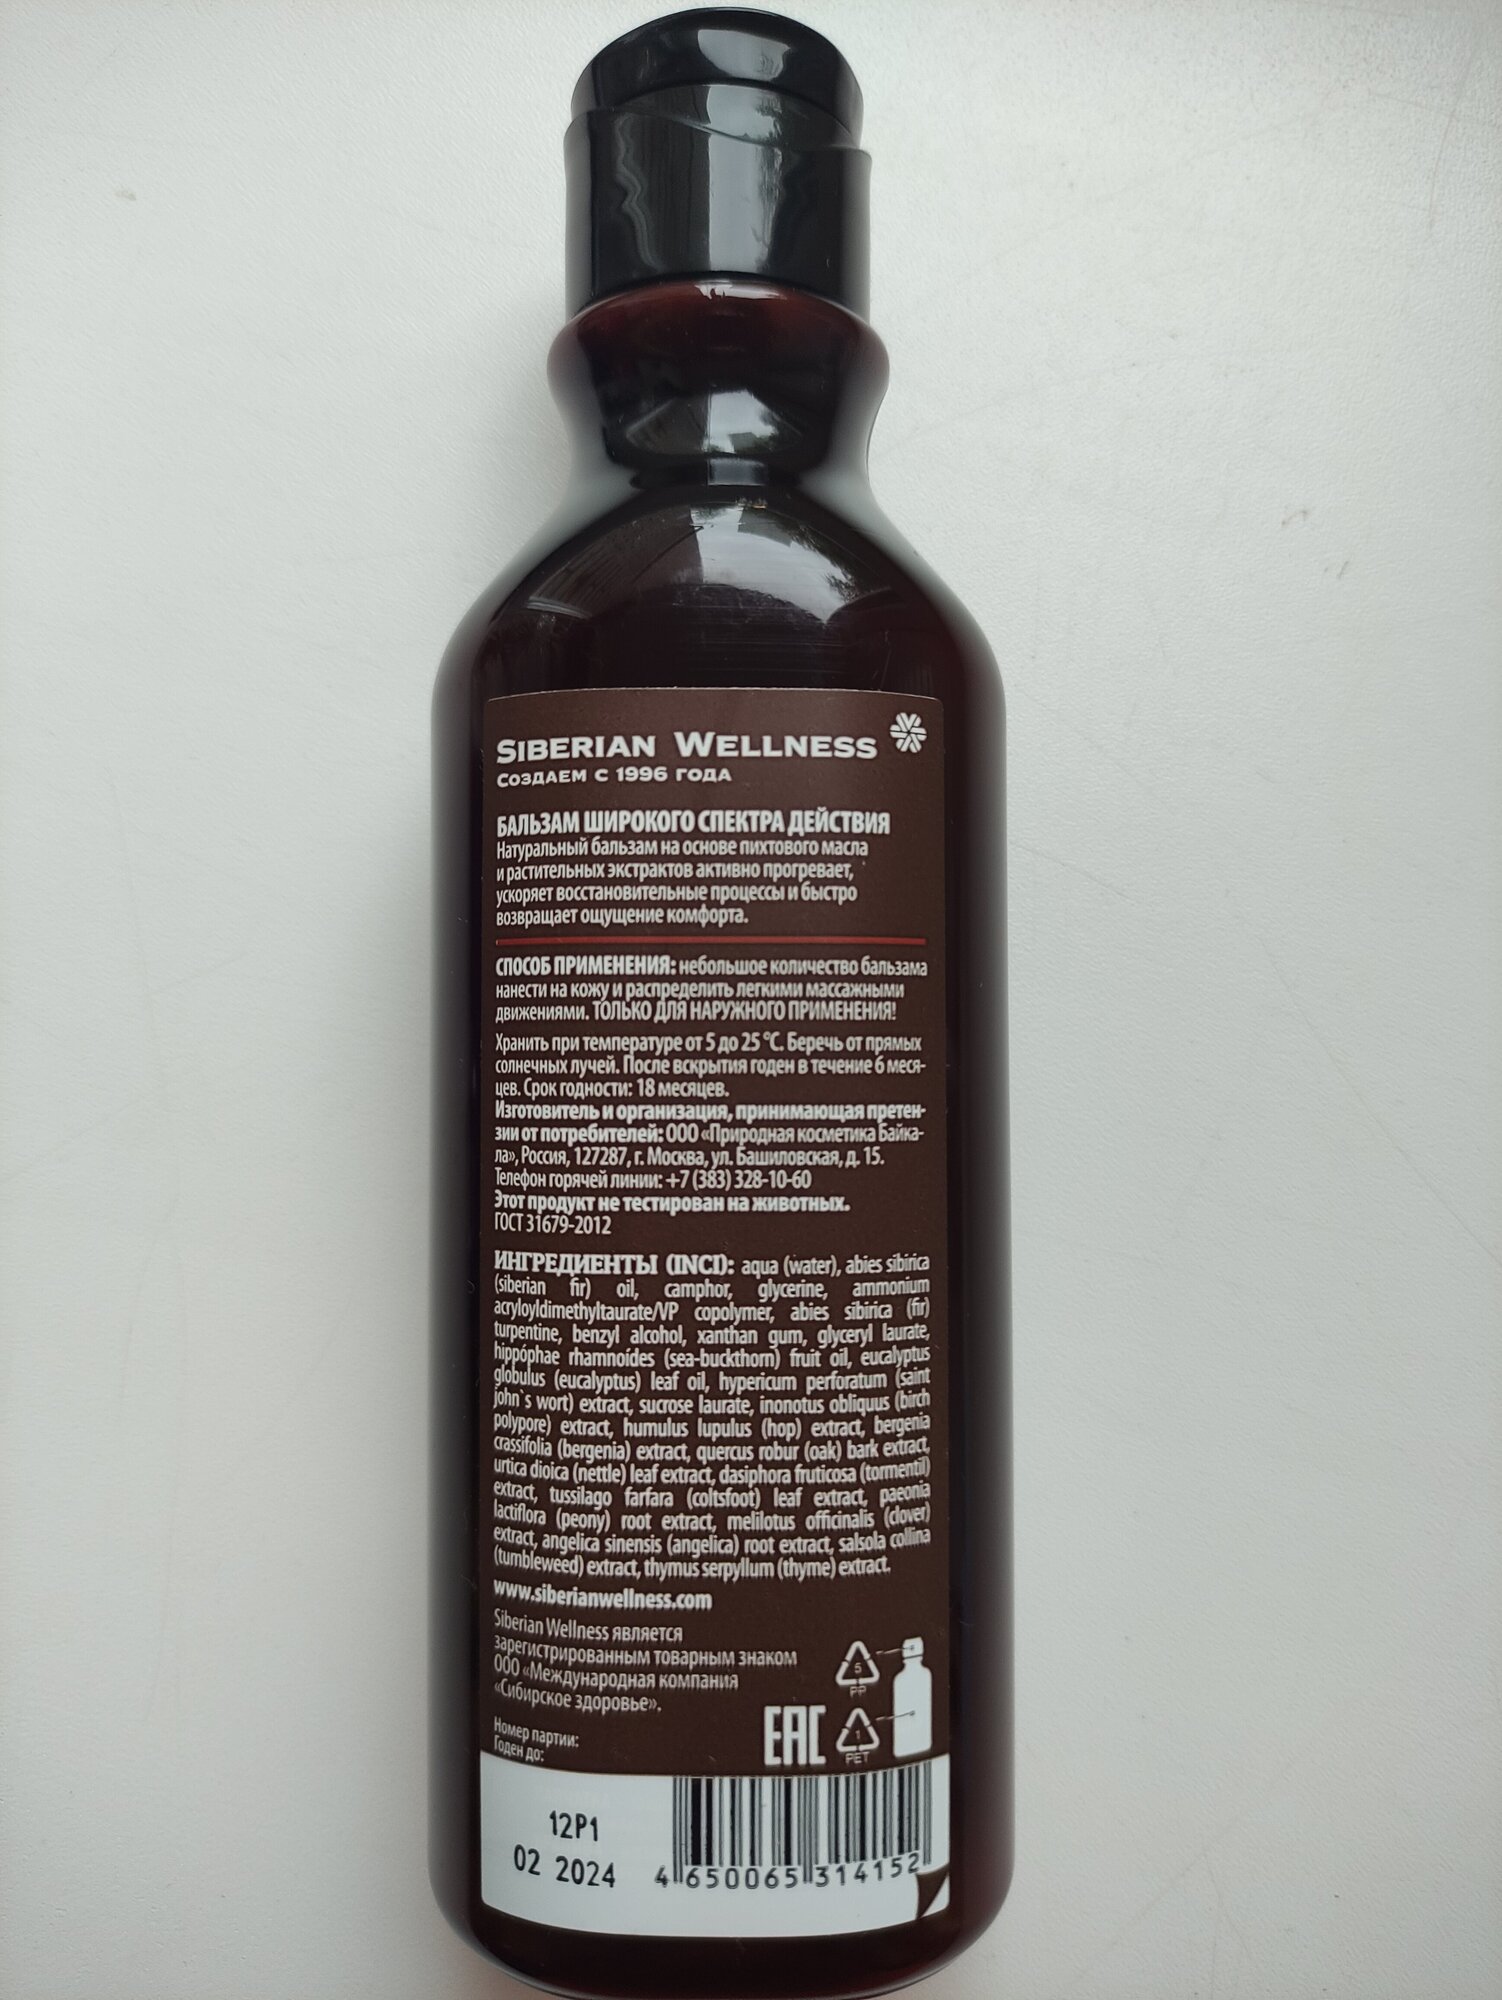 SIBERIAN WELLNESS
СОЗДАЕМ С 1996 ГОДА
БАЛЬЗАМ ШИРОКОГО СПЕКТРА ДЕЙСТВИЯ
Натуральный бальзам на основе пихтового масла
и растительных экстрактов активно прогревает,
ускоряет восстановительные процессы и быстро
возвращает ощущение комфорта.
СПОСОБ ПРИМЕНЕНИЯ: небольшое количество бальзама
нанести на кожу и распределить легкими массажными
движениями. ТОЛЬКО ДЛЯ НАРУЖНОГО ПРИМЕНЕНИЯ!
Хранить при температуре от 5 до 25 °С. Беречь от прямых
солнечных лучей. После вскрытия годен в течение 6 меся-
цев. Срок годности: 18 месяцев.
Изготовитель и организация, принимающая претен-
зии от потребителей: ООО «Природная косметика Байка-
ла», Россия, 127287, г. Москва, ул. Башиловская, д. 15.
Телефон горячей линии: +7 (383) 328-10-60
Этот продукт не тестирован на животных.
ГОСТ 31679-2012
ИНГРЕДИЕНТЫ (INCI): aqua (water), abies sibirica
(siberian fir) oil, camphor, glycerine, ammonium
acryloyldimethyltaurate/VP copolymer, abies sibirica (fir)
turpentine, benzyl alcohol, xanthan gum, glyceryl laurate,
hippóphae rhamnoides (sea-buckthorn) fruit oil, eucalyptus
globulus (eucalyptus) leaf oil, hypericum perforatum (saint
john`s wort) extract, sucrose laurate, inonotus obliquus (birch
polypore) extract, humulus lupulus (hop) extract, bergenia
crassifolia (bergenia) extract, quercus robur (oak) bark extract,
urtica dioica (nettle) leaf extract, dasiphora fruticosa (tormentil)
extract, tussilago farfara (coltsfoot) leaf extract, paeonia
lactiflora (peony) root extract, melilotus officinalis (clover)
extract, angelica sinensis (angelica) root extract, salsola collina
(tumbleweed) extract, thymus serpyllum (thyme) extract.
www.siberianwellness.com
Siberian Wellness является
зарегистрированным товарным знаком
ООО «Международная компания
«Сибирское здоровье».
5
PP
EAC
1
PET
Номер партии:
Годен до:
12P1
02 2024
4 650065 314152